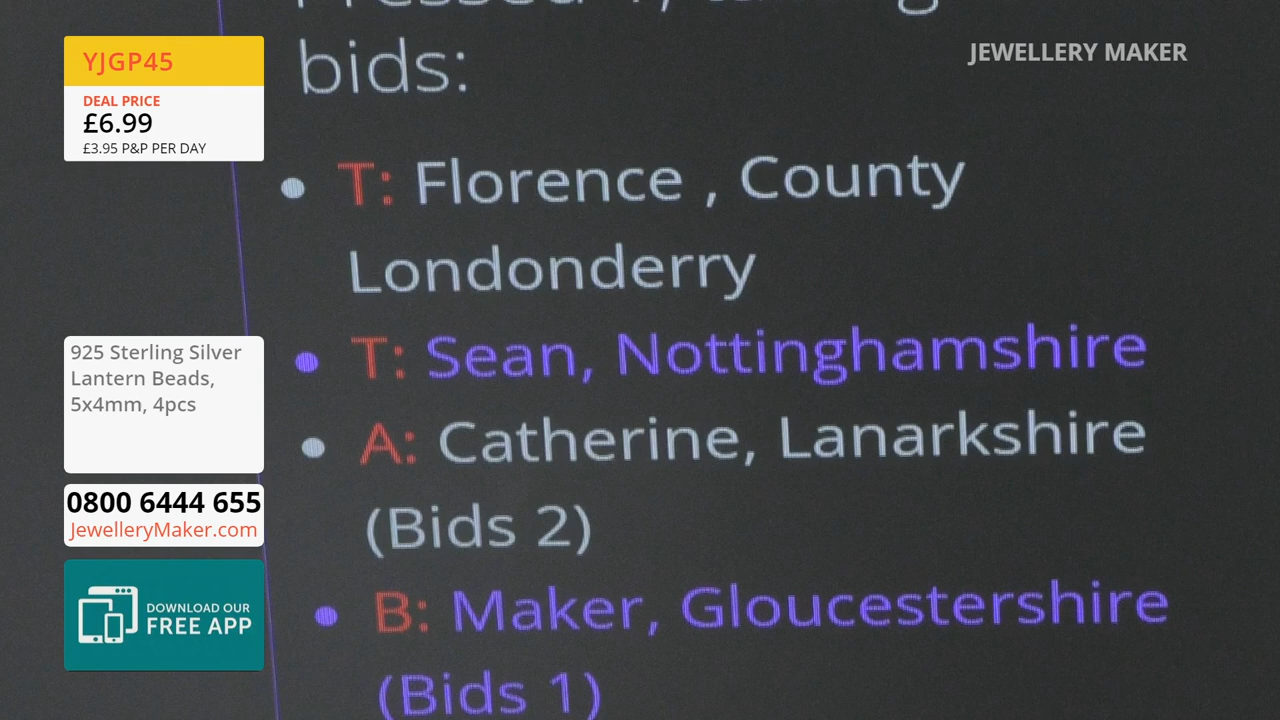 YJGP45
DEAL PRICE
£6.99
£3.95 P&P PER DAY
925 Sterling Silver
Lantern Beads,
5x4mm, 4pcs
0800 6444 655
JewelleryMaker.com
DOWNLOAD OUR
FREE APP
JEWELLERY MAKER
bids:
• T: Florence , County
Londonderry
• T: Sean, Nottinghamshire
• A: Catherine, Lanarkshire
(Bids 2)
• B: Maker, Gloucestershire
(Bids 1)